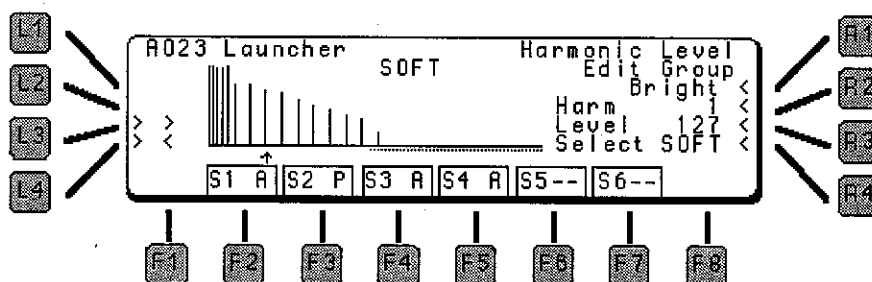 L1
L2
L3
L4
A023 Launcher
SOFT
Harmonic Level
Edit Group
Bright <
Harm 1 <
Level 127 <
Select SOFT <
> >
> <
S1 A
S2 P
S3 A
S4 A
S5--
S6--
R1
R2
R3
R4
F1
F2
F3
F4
F5
F6
F7
F8